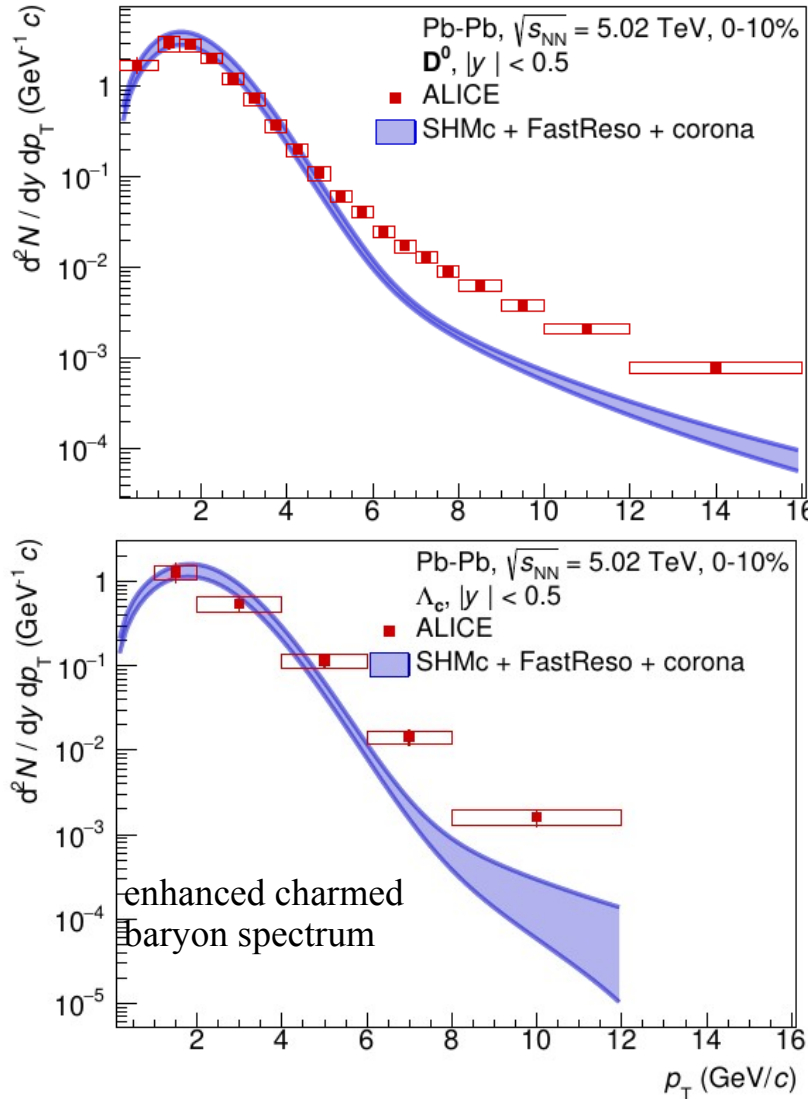 Pb-Pb, √s_NN = 5.02 TeV, 0-10%
D⁰, |y| < 0.5
ALICE
SHMc + FastReso + corona
d²N / dy dp_T (GeV⁻¹ c)
1
10⁻¹
10⁻²
10⁻³
10⁻⁴
2 4 6 8 10 12 14 16
Pb-Pb, √s_NN = 5.02 TeV, 0-10%
Λ_c, |y| < 0.5
ALICE
SHMc + FastReso + corona
d²N / dy dp_T (GeV⁻¹ c)
1
10⁻¹
10⁻²
10⁻³
10⁻⁴
10⁻⁵
enhanced charmed
baryon spectrum
2 4 6 8 10 12 14 16
p_T (GeV/c)